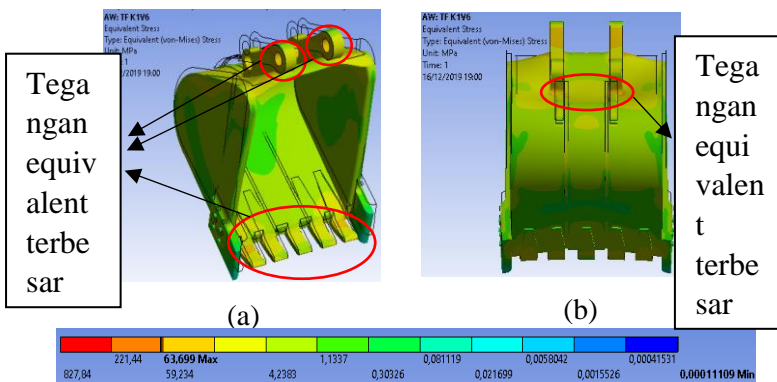 AW: TF K1V6
Equivalent Stress
Type: Equivalent (von-Mises) Stress
Unit: MPa
: 1
/12/2019 19:00
Tega
ngan
equiv
alent
terbe
sar
(a)
AW: TF K1V6
Equivalent Stress
Type: Equivalent (von-Mises) Stress
Unit: MPa
Time: 1
16/12/2019 19:00
Tega
ngan
equi
valen
t
terbe
sar
(b)
221,44 63,699 Max 1,1337 0,081119 0,0058042 0,00041531
827,84 59,234 4,2383 0,30326 0,021699 0,0015526 0,00011109 Min